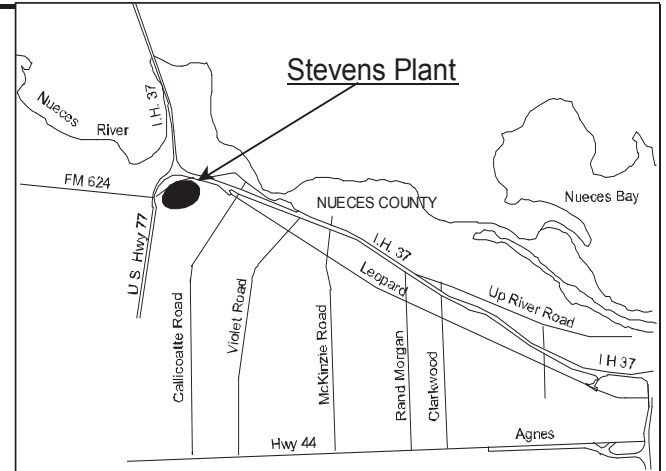 Stevens Plant
Nueces
River
I.H. 37
FM 624
NUECES COUNTY
Nueces Bay
U S. Hwy 77
I.H. 37
Leopard
Up River Road
Callicoatte Road
Violet Road
McKinzie Road
Rand Morgan
Clarkwood
I H 37
Hwy 44
Agnes